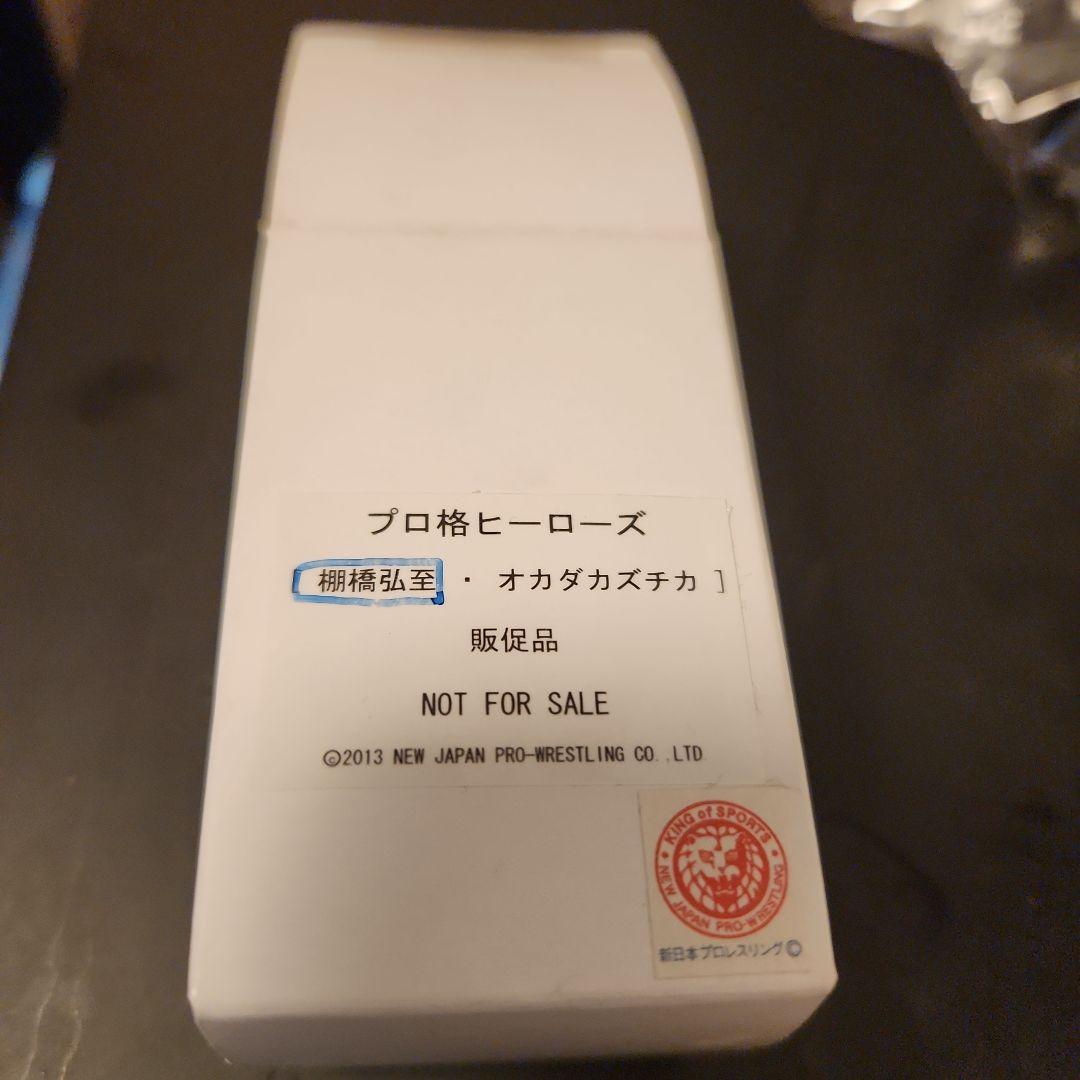 プロ格ヒーローズ
[ 棚橋弘至 ・ オカダカズチカ ]
販促品
NOT FOR SALE
©2013 NEW JAPAN PRO-WRESTLING CO.,LTD
KING of SPORTS
NEW JAPAN PRO-WRESTLING
新日本プロレスリング©